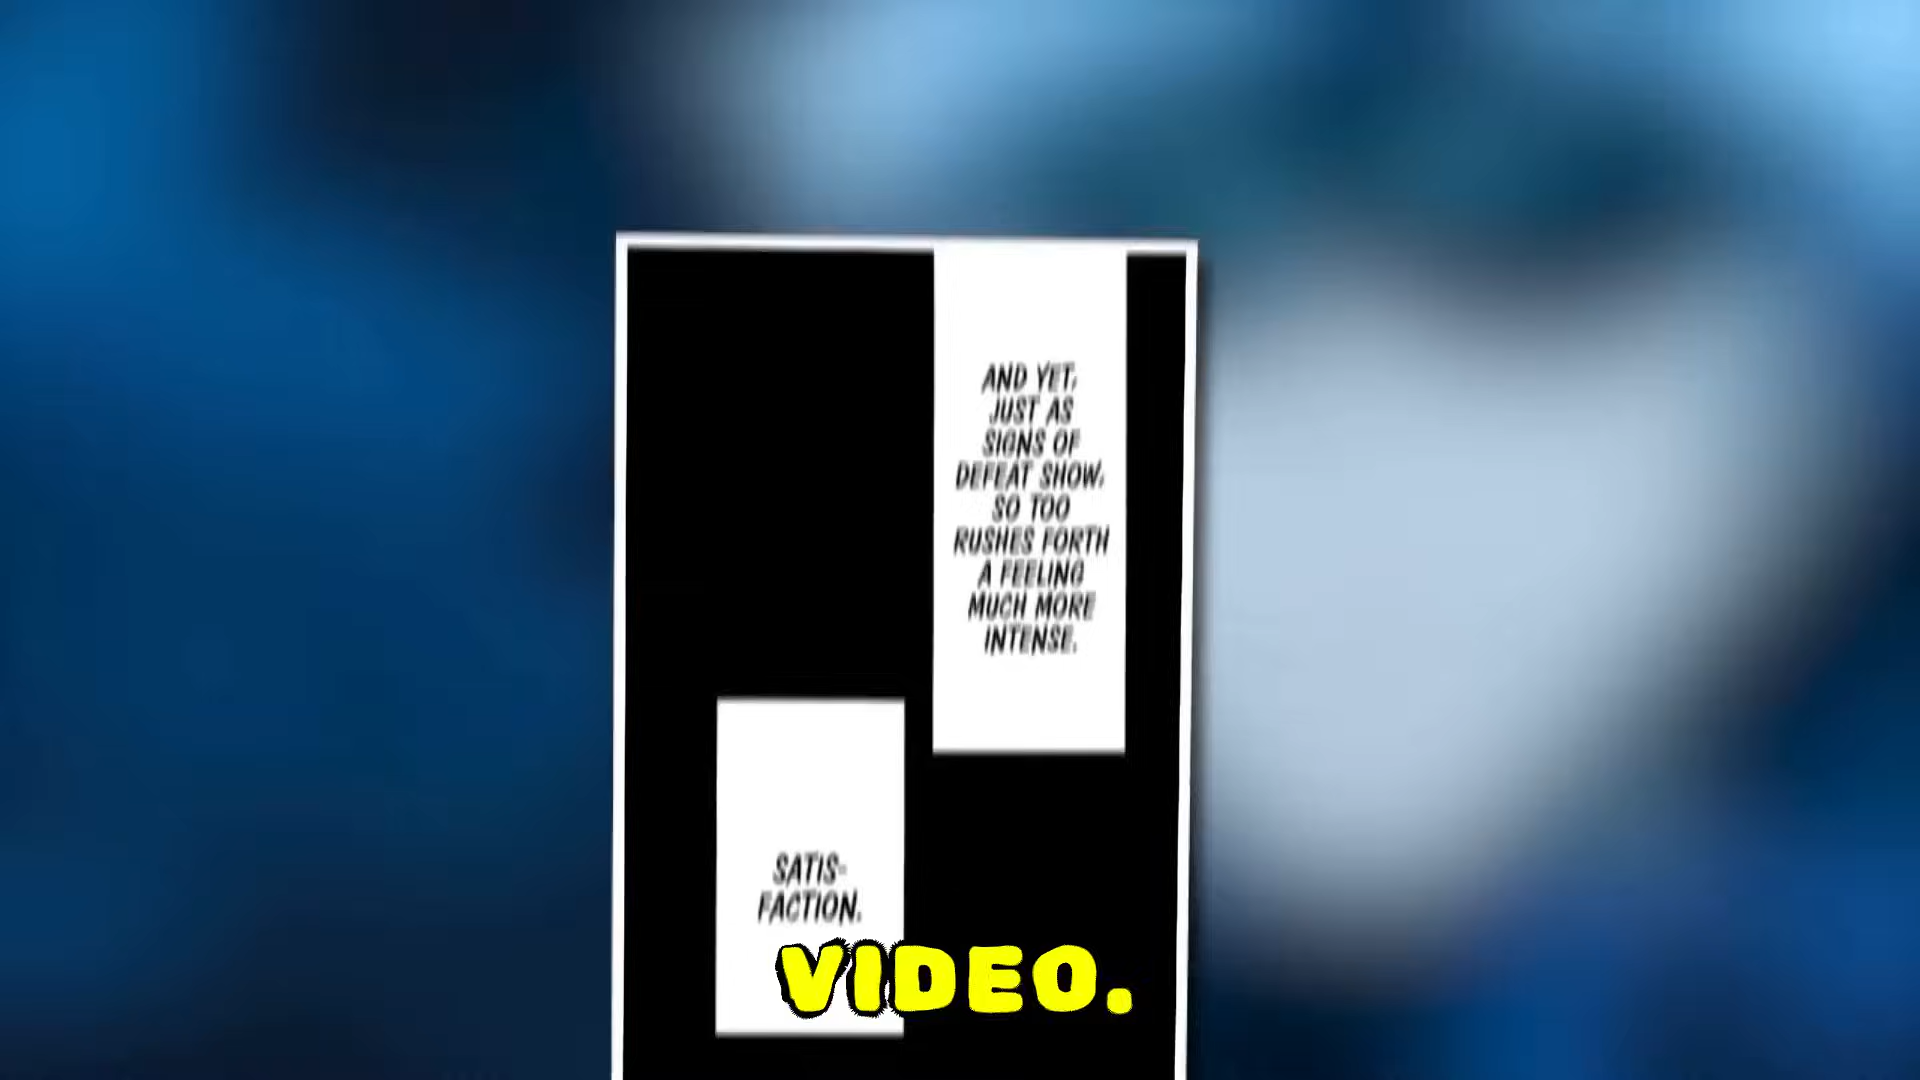 AND YET,
JUST AS
SIGNS OF
DEFEAT SHOW,
SO TOO
RUSHES FORTH
A FEELING
MUCH MORE
INTENSE.
SATIS-
FACTION.
VIDEO.